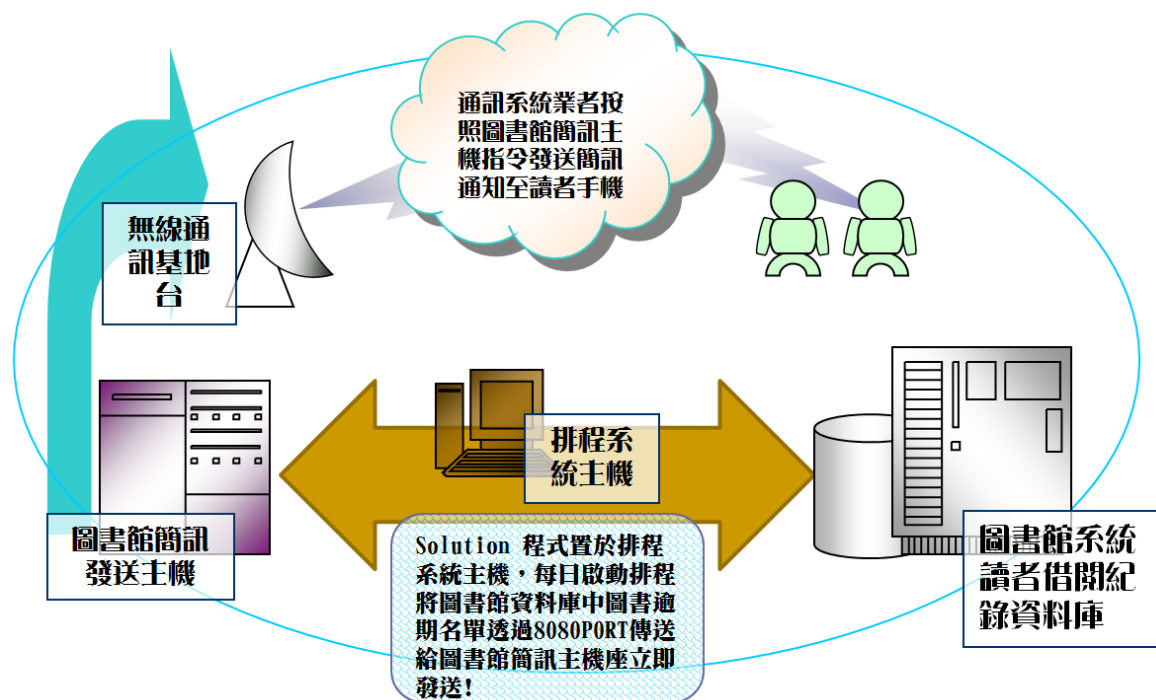 通訊系統業者按
照圖書館簡訊主
機指令發送簡訊
通知至讀者手機
無線通
訊基地
台
排程系
統主機
圖書館簡訊
發送主機
Solution 程式置於排程
系統主機，每日啟動排程
將圖書館資料庫中圖書逾
期名單透過8080PORT傳送
給圖書館簡訊主機座立即
發送!
圖書館系統
讀者借閱紀
錄資料庫